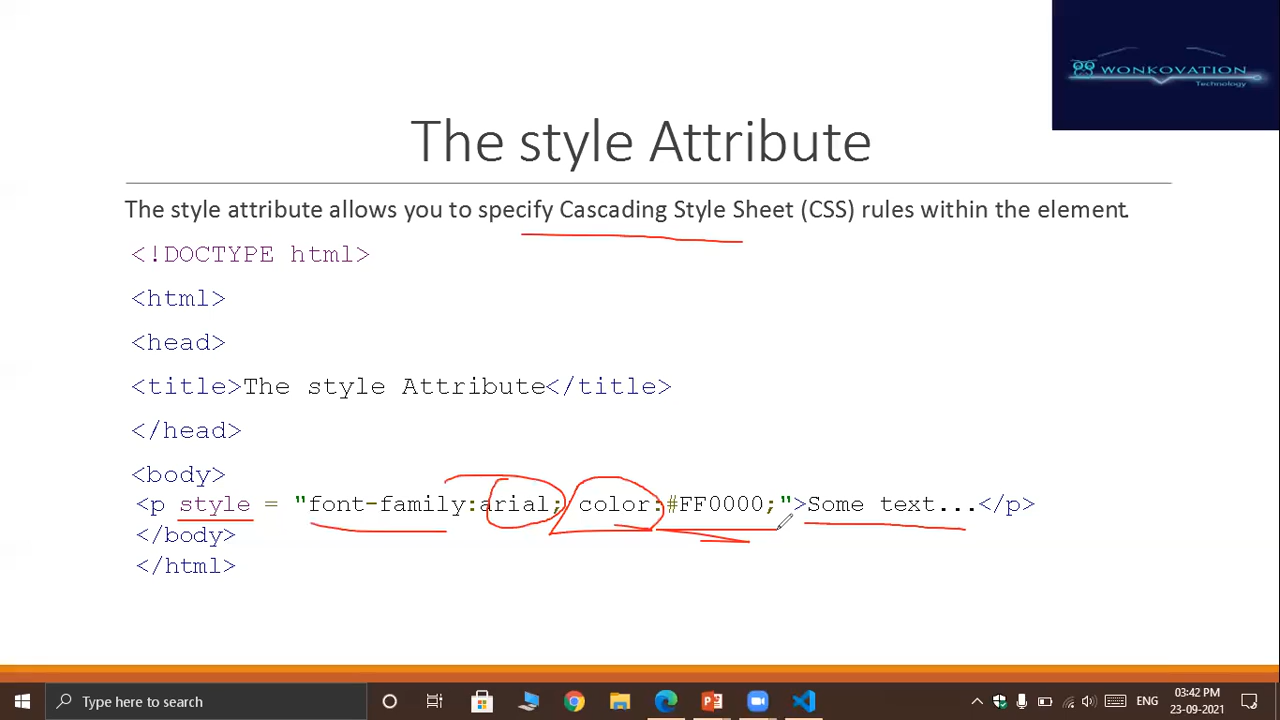 WONKOVATION
Technology
The style Attribute
The style attribute allows you to specify Cascading Style Sheet (CSS) rules within the element.
<!DOCTYPE html>
<html>
<head>
<title>The style Attribute</title>
</head>
<body>
<p style = "font-family:arial; color:#FF0000;">Some text...</p>
</body>
</html>
Type here to search
ENG
03:42 PM
23-09-2021